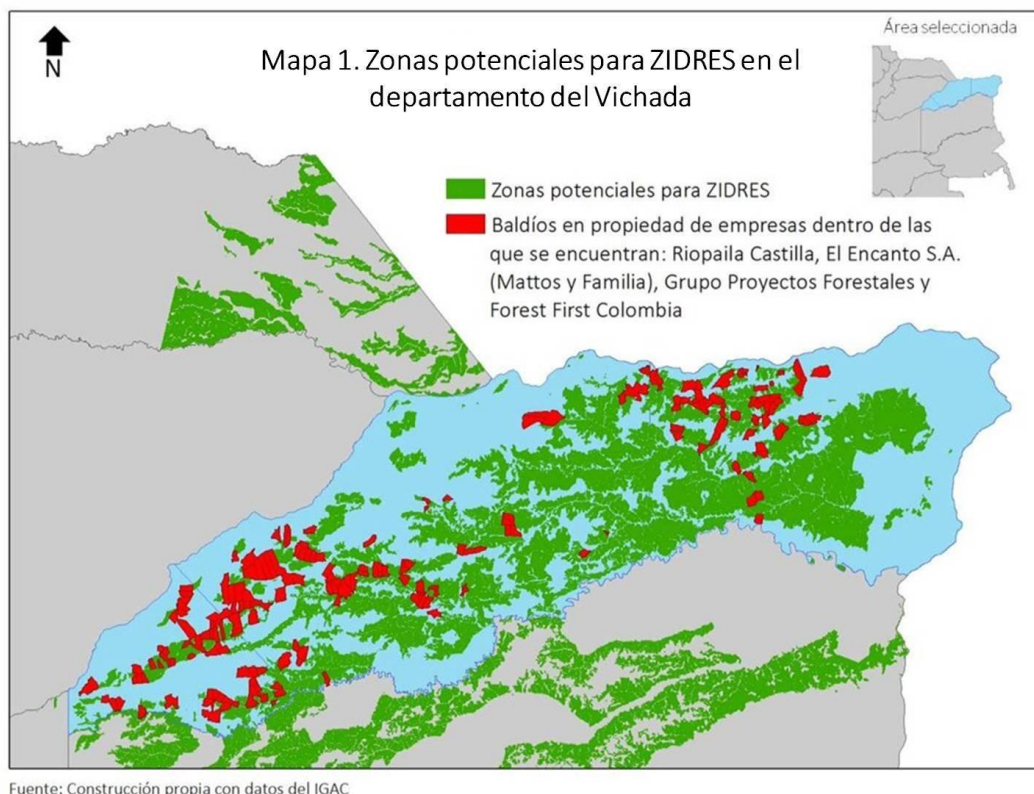 Área seleccionada
N
Mapa 1. Zonas potenciales para ZIDRES en el
departamento del Vichada
Zonas potenciales para ZIDRES
Baldíos en propiedad de empresas dentro de las
que se encuentran: Riopaila Castilla, El Encanto S.A.
(Mattos y Familia), Grupo Proyectos Forestales y
Forest First Colombia
Fuente: Construcción propia con datos del IGAC